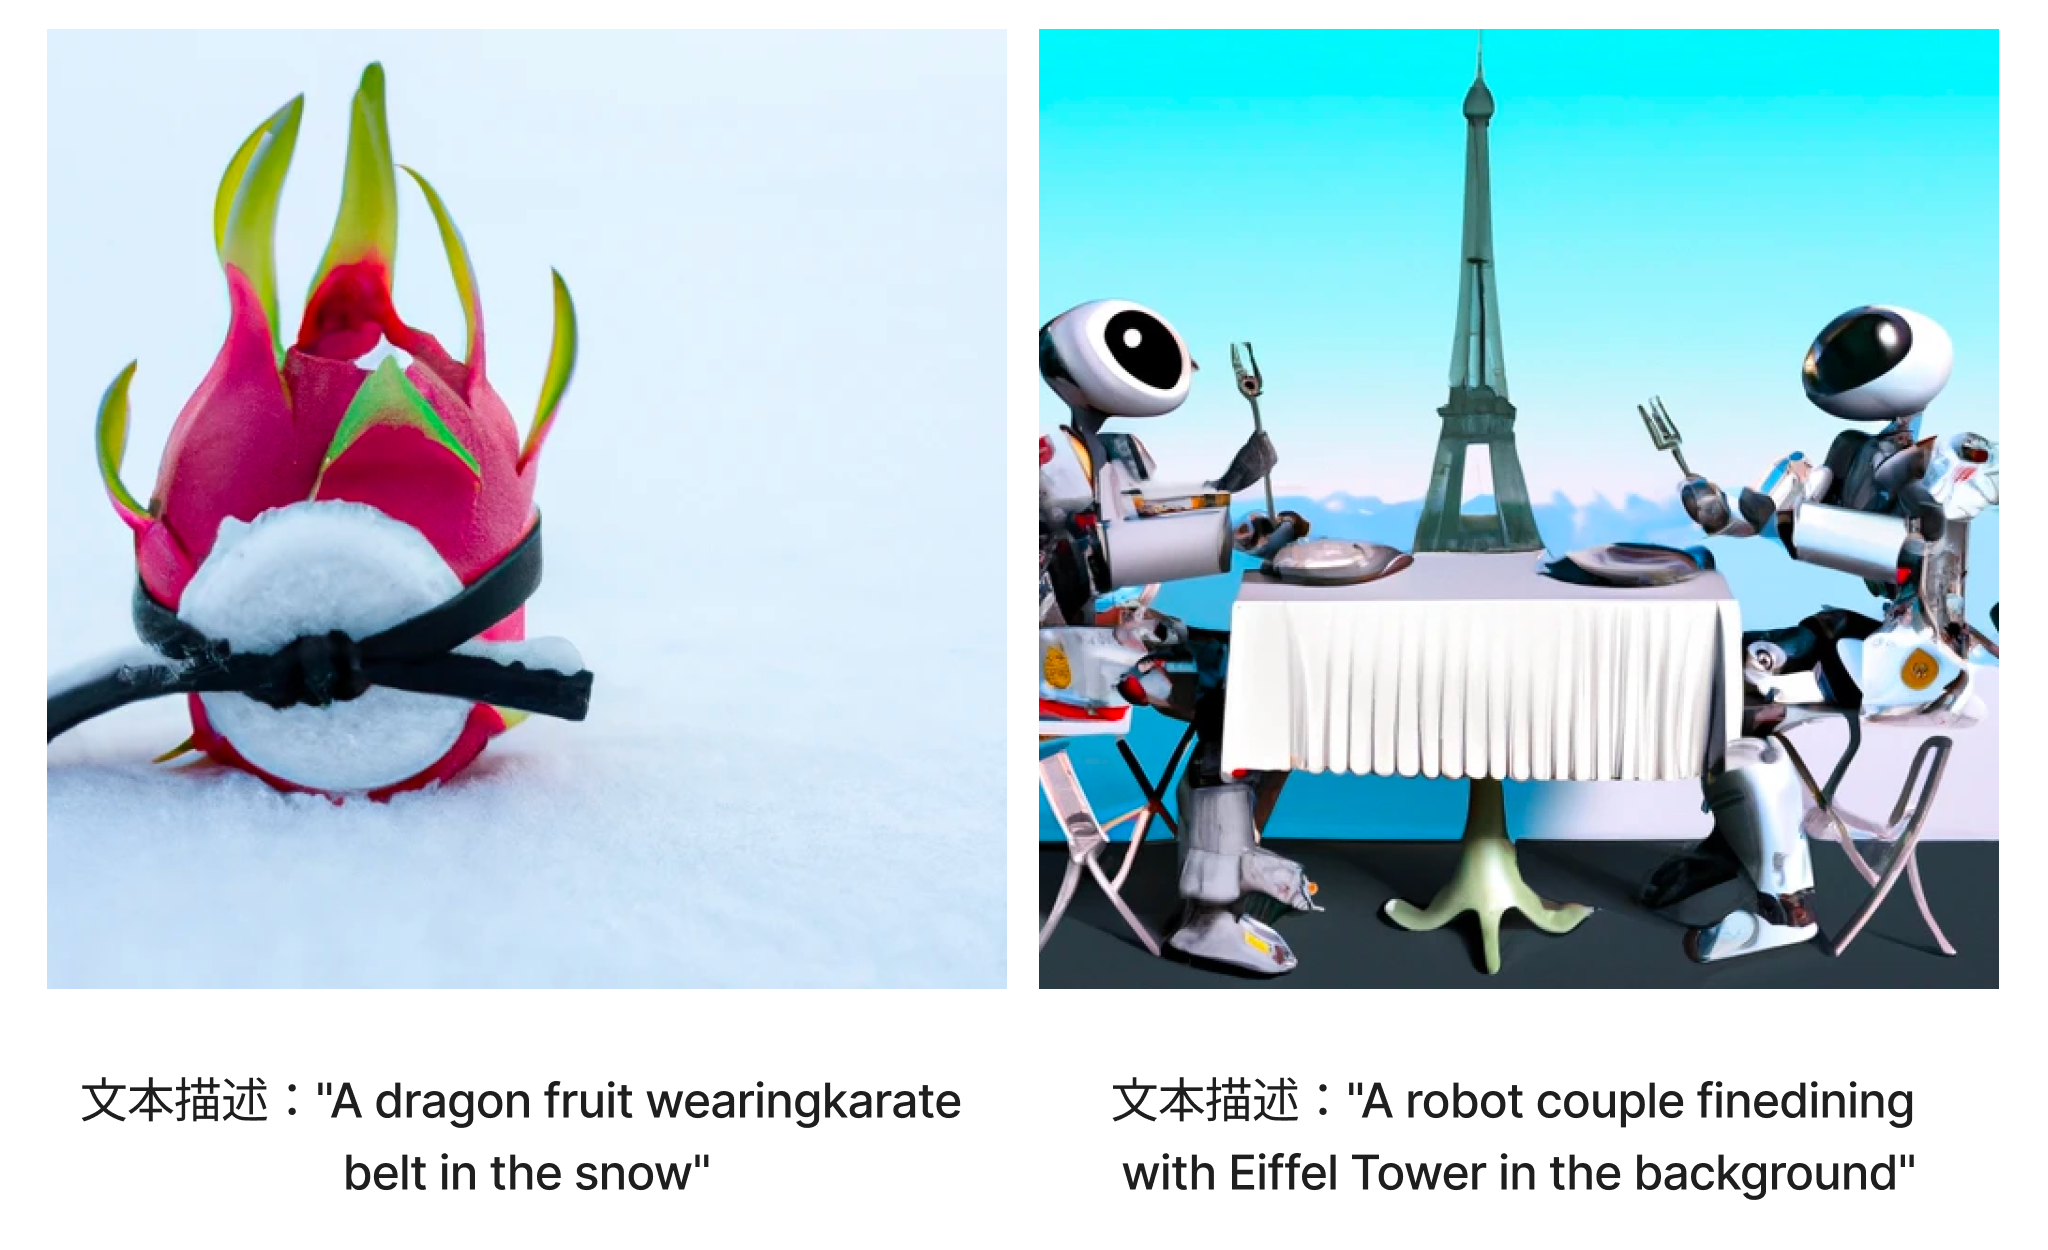 文本描述："A dragon fruit wearingkarate
belt in the snow"
文本描述："A robot couple finedining
with Eiffel Tower in the background"